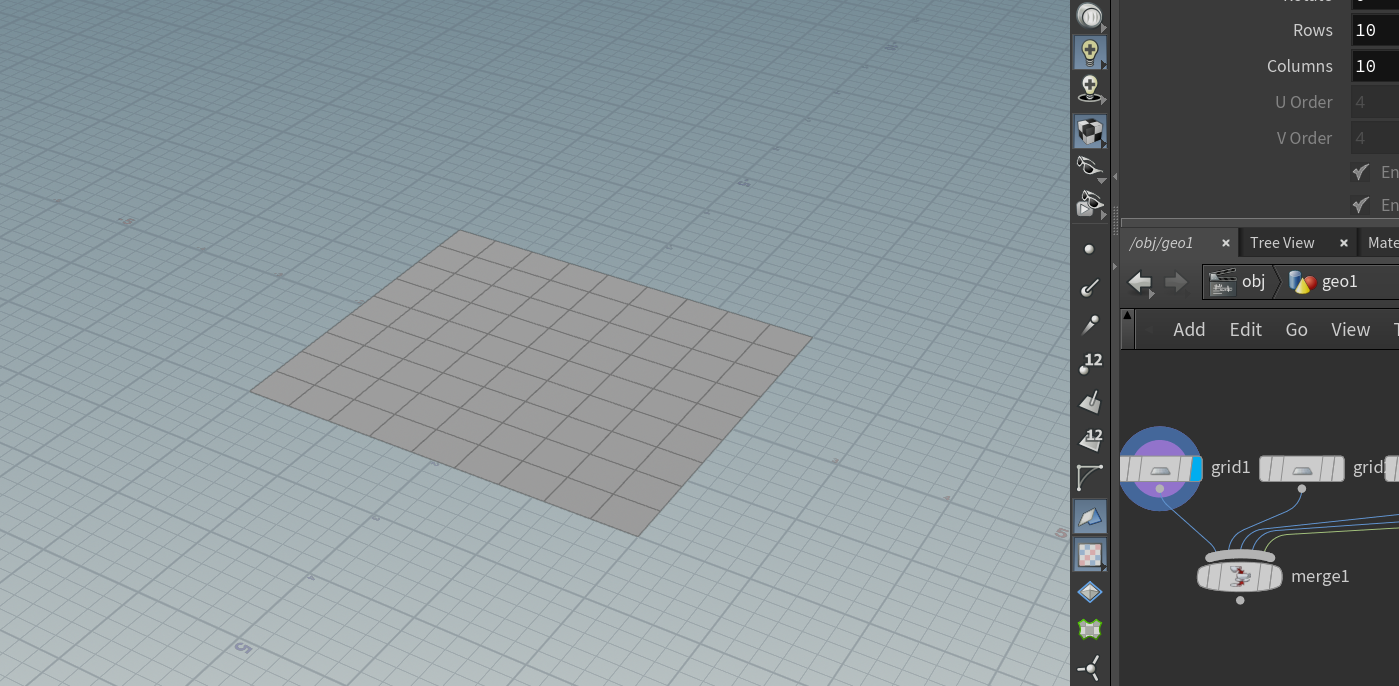 Rows 10
Columns 10
U Order 4
V Order 4
En
En
/obj/geo1 × Tree View × Mate
obj geo1
Add Edit Go View T
12
12
grid1 grid
merge1
5